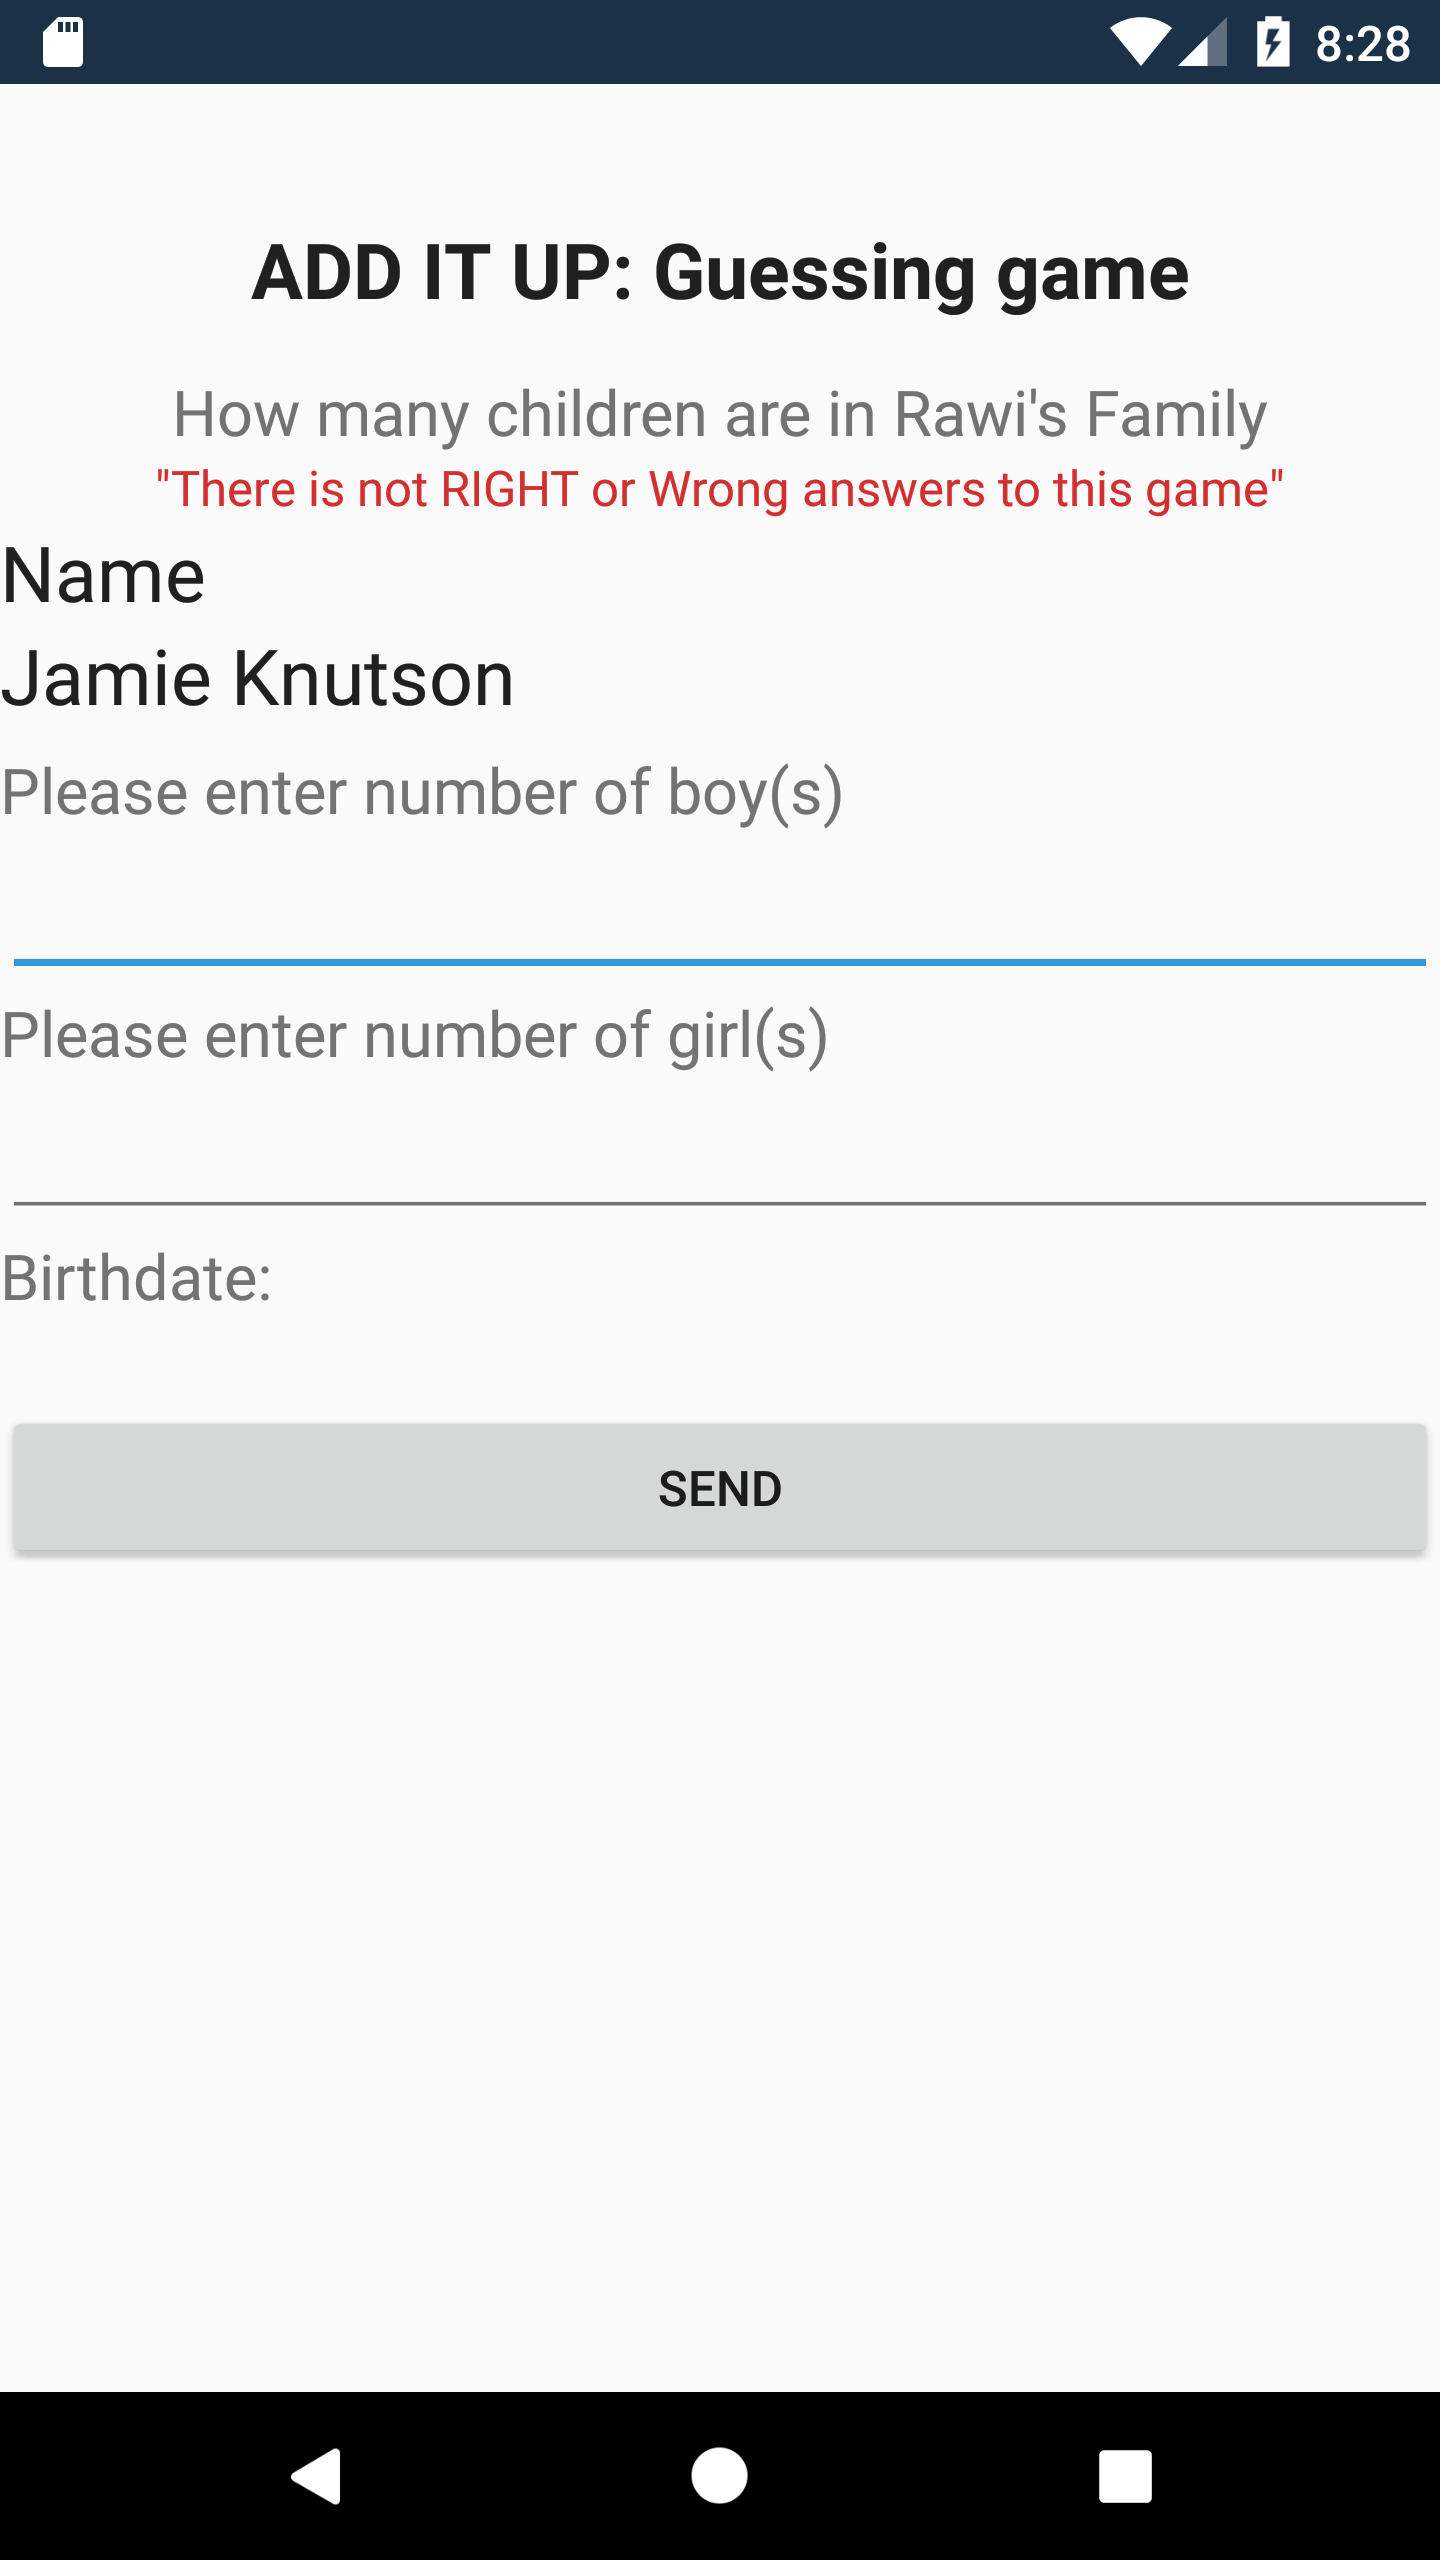 8:28
ADD IT UP: Guessing game
How many children are in Rawi's Family
"There is not RIGHT or Wrong answers to this game"
Name
Jamie Knutson
Please enter number of boy(s)
Please enter number of girl(s)
Birthdate:
SEND